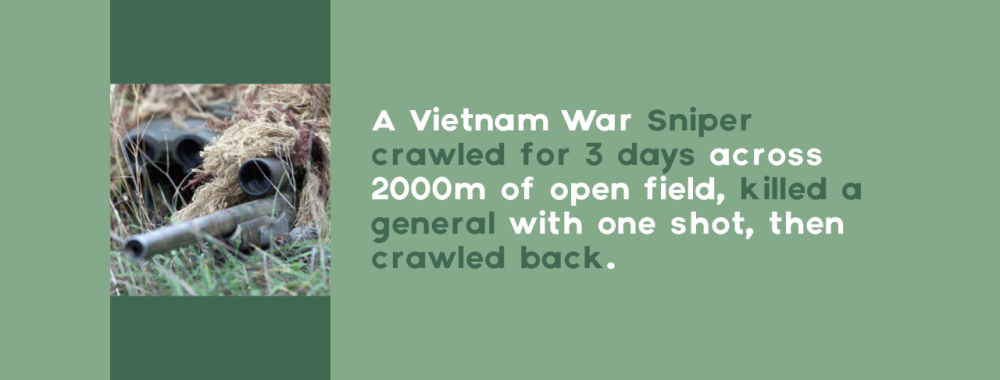 A Vietnam War Sniper
crawled for 3 days across
2000m of open field, killed a
general with one shot, then
crawled back.